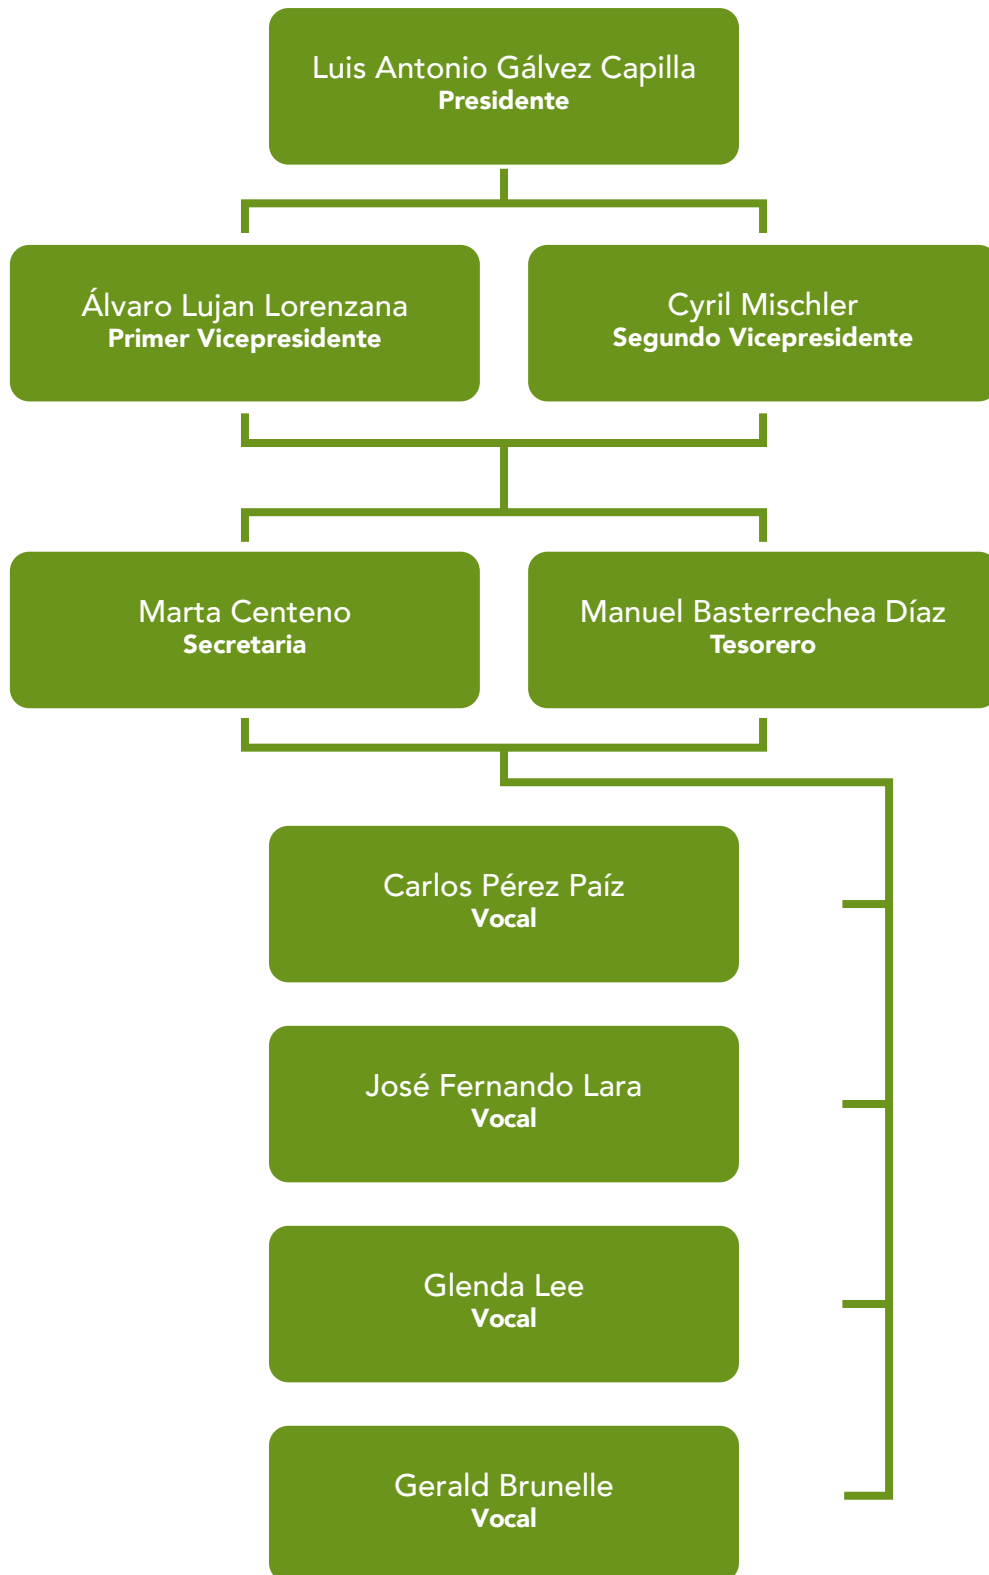 Luis Antonio Gálvez Capilla
Presidente
Álvaro Lujan Lorenzana
Primer Vicepresidente
Cyril Mischler
Segundo Vicepresidente
Marta Centeno
Secretaria
Manuel Basterrechea Díaz
Tesorero
Carlos Pérez Paíz
Vocal
José Fernando Lara
Vocal
Glenda Lee
Vocal
Gerald Brunelle
Vocal